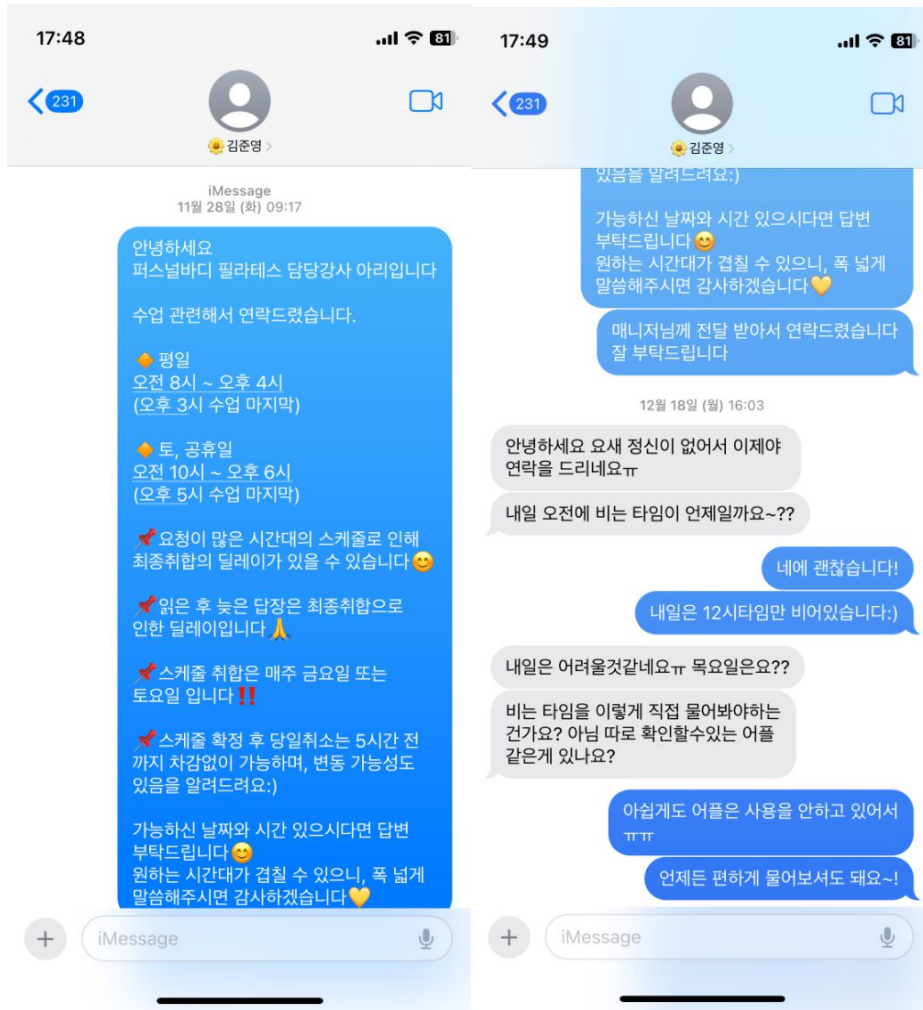 17:48
81
231
🌼김준영
iMessage
11월 28일 (화) 09:17
안녕하세요
퍼스널바디 필라테스 담당강사 아리입니다
수업 관련해서 연락드렸습니다.
🔶평일
오전 8시 ~ 오후 4시
(오후 3시 수업 마지막)
🔶토, 공휴일
오전 10시 ~ 오후 6시
(오후 5시 수업 마지막)
📌요청이 많은 시간대의 스케줄로 인해
최종취합의 딜레이가 있을 수 있습니다😊
📌읽은 후 늦은 답장은 최종취합으로
인한 딜레이입니다🙏
📌스케줄 취합은 매주 금요일 또는
토요일 입니다‼️
📌스케줄 확정 후 당일취소는 5시간 전
까지 차감없이 가능하며, 변동 가능성도
있음을 알려드려요:)
가능하신 날짜와 시간 있으시다면 답변
부탁드립니다😊
원하는 시간대가 겹칠 수 있으니, 폭 넓게
말씀해주시면 감사하겠습니다💛
iMessage
17:49
81
231
🌼김준영
있음을 알려드려요:)
가능하신 날짜와 시간 있으시다면 답변
부탁드립니다😊
원하는 시간대가 겹칠 수 있으니, 폭 넓게
말씀해주시면 감사하겠습니다💛
매니저님께 전달 받아서 연락드렸습니다
잘 부탁드립니다
12월 18일 (월) 16:03
안녕하세요 요새 정신이 없어서 이제야
연락을 드리네요ㅠ
내일 오전에 비는 타임이 언제일까요~??
네에 괜찮습니다!
내일은 12시타임만 비어있습니다:)
내일은 어려울것같네요ㅠ 목요일은요??
비는 타임을 이렇게 직접 물어봐야하는
건가요? 아님 따로 확인할수있는 어플
같은게 있나요?
아쉽게도 어플은 사용을 안하고 있어서
ㅠㅠ
언제든 편하게 물어보셔도 돼요~!
iMessage